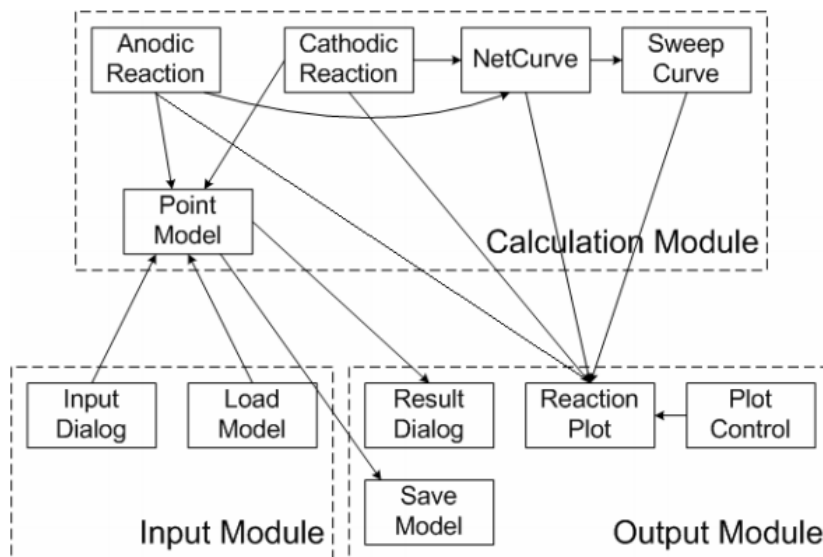 Anodic
Reaction
Cathodic
Reaction
NetCurve
Sweep
Curve
Point
Model
Calculation Module
Input
Dialog
Load
Model
Result
Dialog
Reaction
Plot
Plot
Control
Save
Model
Input Module
Output Module